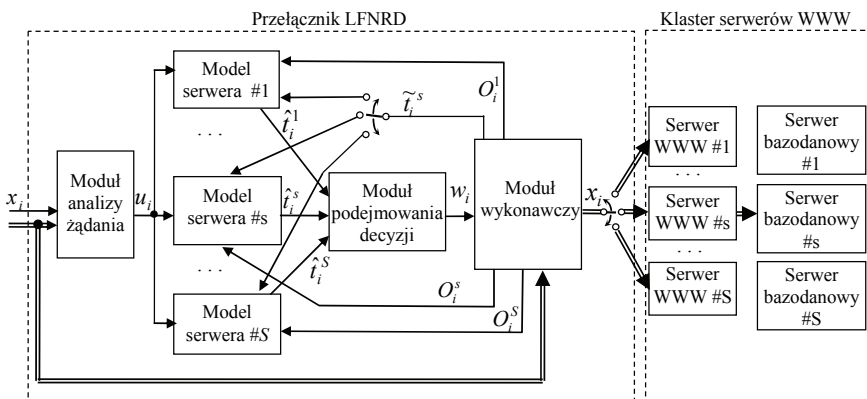 Przełącznik LFNRD
Klaster serwerów WWW
Model
serwera #1
. . .
Model
serwera #s
. . .
Model
serwera #S
x_i
Moduł
analizy
żądania
u_i
t̂_i^1
t̂_i^s
t̂_i^S
t̃_i^s
Moduł
podejmowania
decyzji
w_i
O_i^1
O_i^s
O_i^S
Moduł
wykonawczy
x_i
Serwer
WWW #1
. . .
Serwer
WWW #s
. . .
Serwer
WWW #S
Serwer
bazodanowy
#1
Serwer
bazodanowy
#s
Serwer
bazodanowy
#S